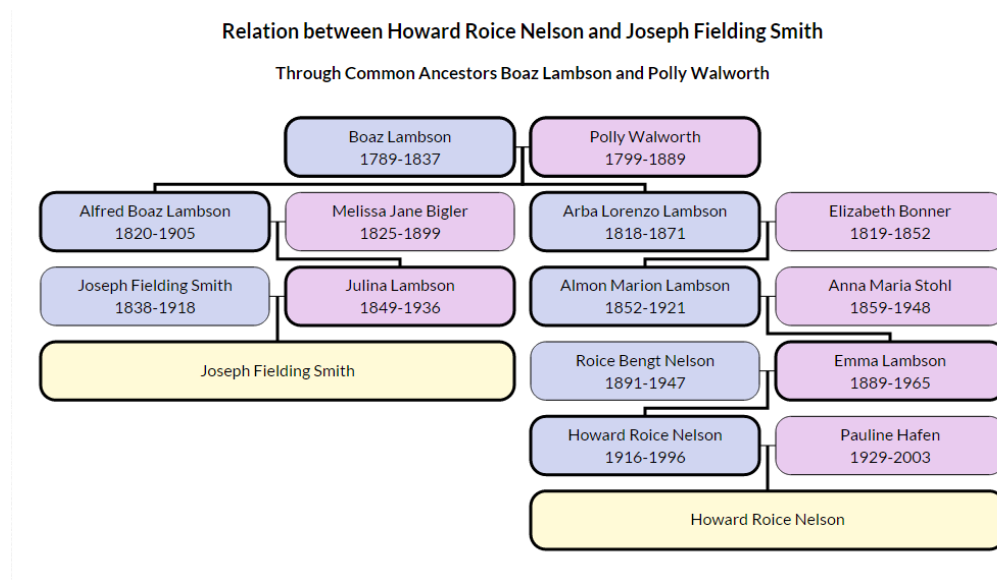 Relation between Howard Roice Nelson and Joseph Fielding Smith
Through Common Ancestors Boaz Lambson and Polly Walworth
Boaz Lambson
1789-1837
Polly Walworth
1799-1889
Alfred Boaz Lambson
1820-1905
Melissa Jane Bigler
1825-1899
Arba Lorenzo Lambson
1818-1871
Elizabeth Bonner
1819-1852
Joseph Fielding Smith
1838-1918
Julina Lambson
1849-1936
Almon Marion Lambson
1852-1921
Anna Maria Stohl
1859-1948
Joseph Fielding Smith
Roice Bengt Nelson
1891-1947
Emma Lambson
1889-1965
Howard Roice Nelson
1916-1996
Pauline Hafen
1929-2003
Howard Roice Nelson